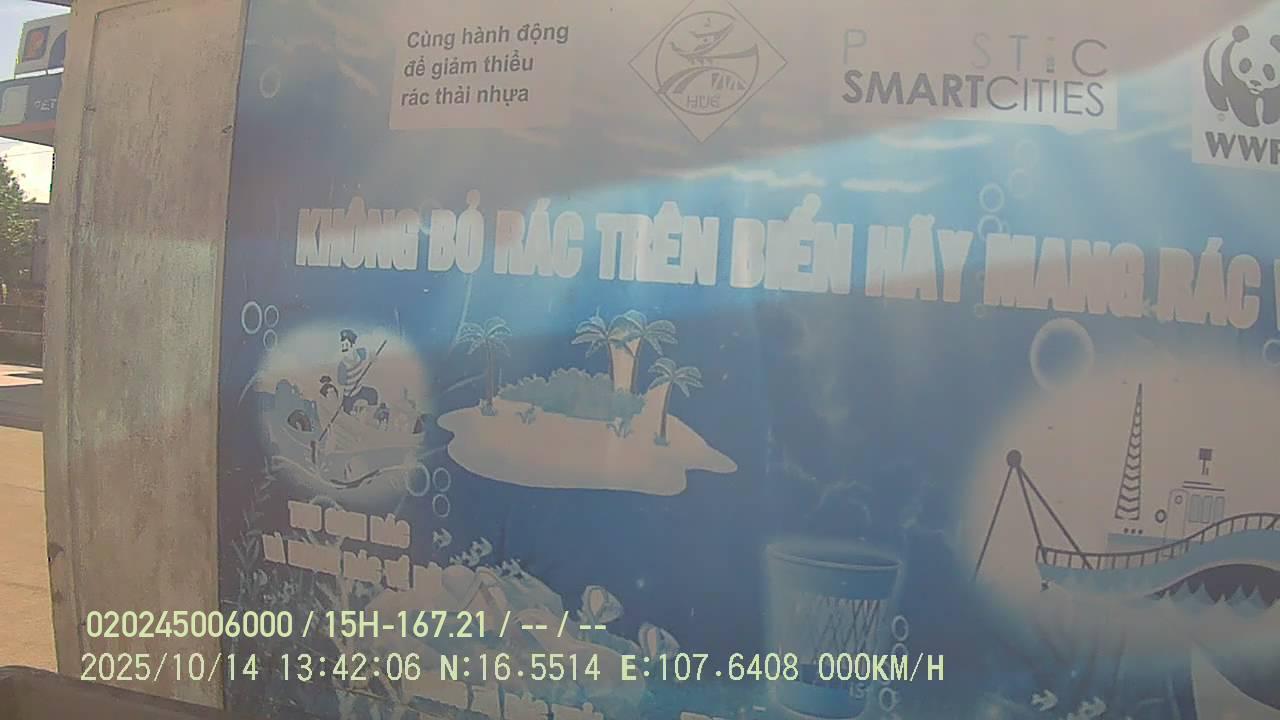 Cùng hành động
để giảm thiểu
rác thải nhựa
HUẾ
P STIC
SMARTCITIES
WWF
KHÔNG BỎ RÁC TRÊN BIỂN HÃY MANG RÁC
020245006000 / 15H-167.21 / -- / --
2025/10/14 13:42:06 N:16.5514 E:107.6408 000KM/H